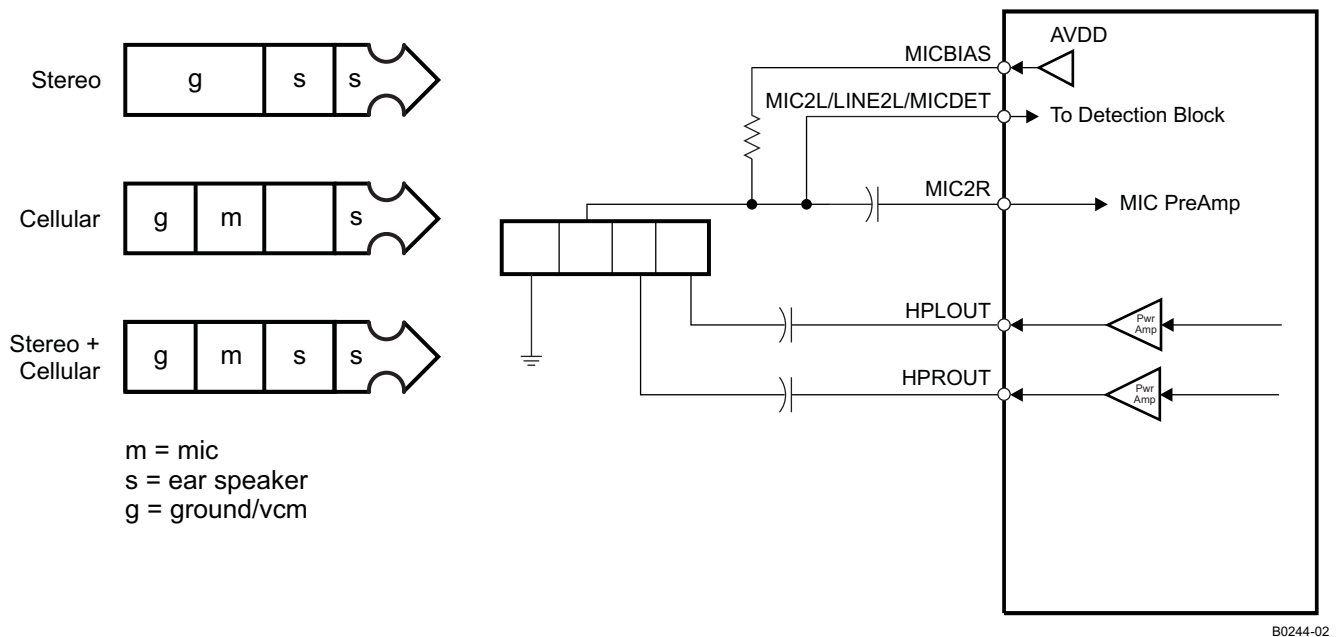 Stereo
g s s
Cellular
g m s
Stereo +
Cellular
g m s s
m = mic
s = ear speaker
g = ground/vcm
AVDD
MICBIAS
MIC2L/LINE2L/MICDET
To Detection Block
MIC2R
MIC PreAmp
HPLOUT
Pwr
Amp
HPROUT
Pwr
Amp
B0244-02